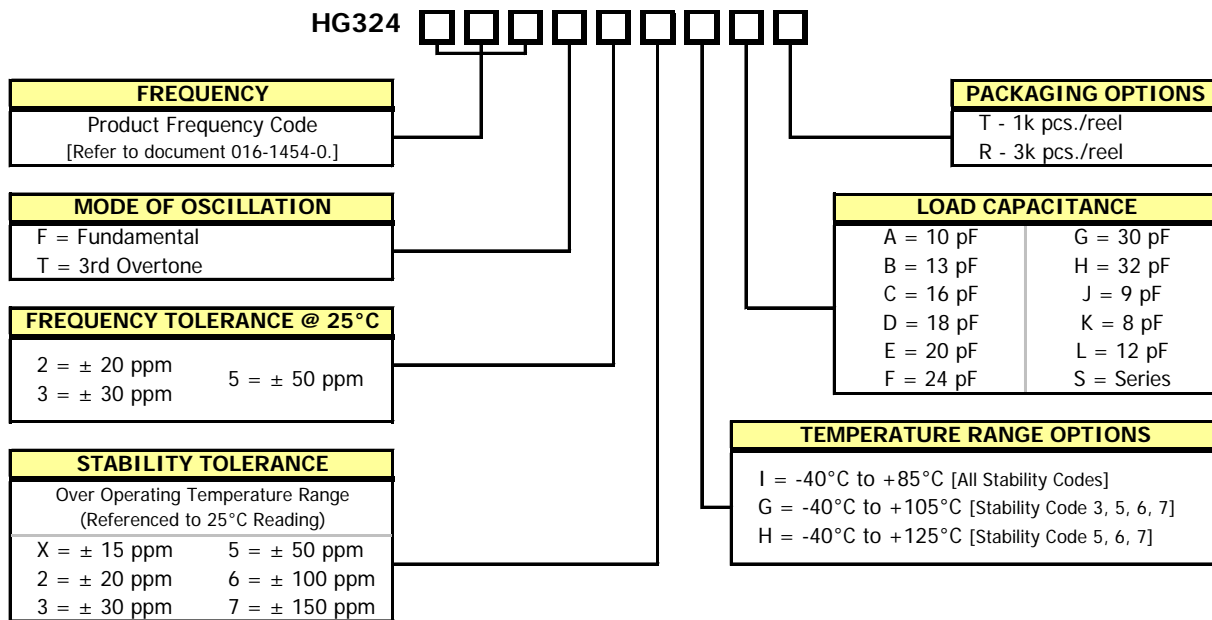 HG324
FREQUENCY
Product Frequency Code
[Refer to document 016-1454-0.]
MODE OF OSCILLATION
F = Fundamental
T = 3rd Overtone
FREQUENCY TOLERANCE @ 25°C
2 = ± 20 ppm
3 = ± 30 ppm
5 = ± 50 ppm
STABILITY TOLERANCE
Over Operating Temperature Range
(Referenced to 25°C Reading)
X = ± 15 ppm
2 = ± 20 ppm
3 = ± 30 ppm
5 = ± 50 ppm
6 = ± 100 ppm
7 = ± 150 ppm
PACKAGING OPTIONS
T - 1k pcs./reel
R - 3k pcs./reel
LOAD CAPACITANCE
A = 10 pF
B = 13 pF
C = 16 pF
D = 18 pF
E = 20 pF
F = 24 pF
G = 30 pF
H = 32 pF
J = 9 pF
K = 8 pF
L = 12 pF
S = Series
TEMPERATURE RANGE OPTIONS
I = -40°C to +85°C [All Stability Codes]
G = -40°C to +105°C [Stability Code 3, 5, 6, 7]
H = -40°C to +125°C [Stability Code 5, 6, 7]